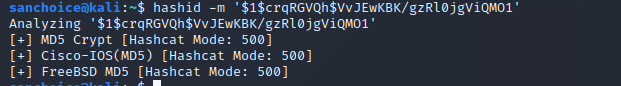 sanchoice@kali:~$ hashid -m '$1$crqRGVQh$VvJEwKBK/gzRl0jgViQMO1'
Analyzing '$1$crqRGVQh$VvJEwKBK/gzRl0jgViQMO1'
[+] MD5 Crypt [Hashcat Mode: 500]
[+] Cisco-IOS(MD5) [Hashcat Mode: 500]
[+] FreeBSD MD5 [Hashcat Mode: 500]
sanchoice@kali:~$